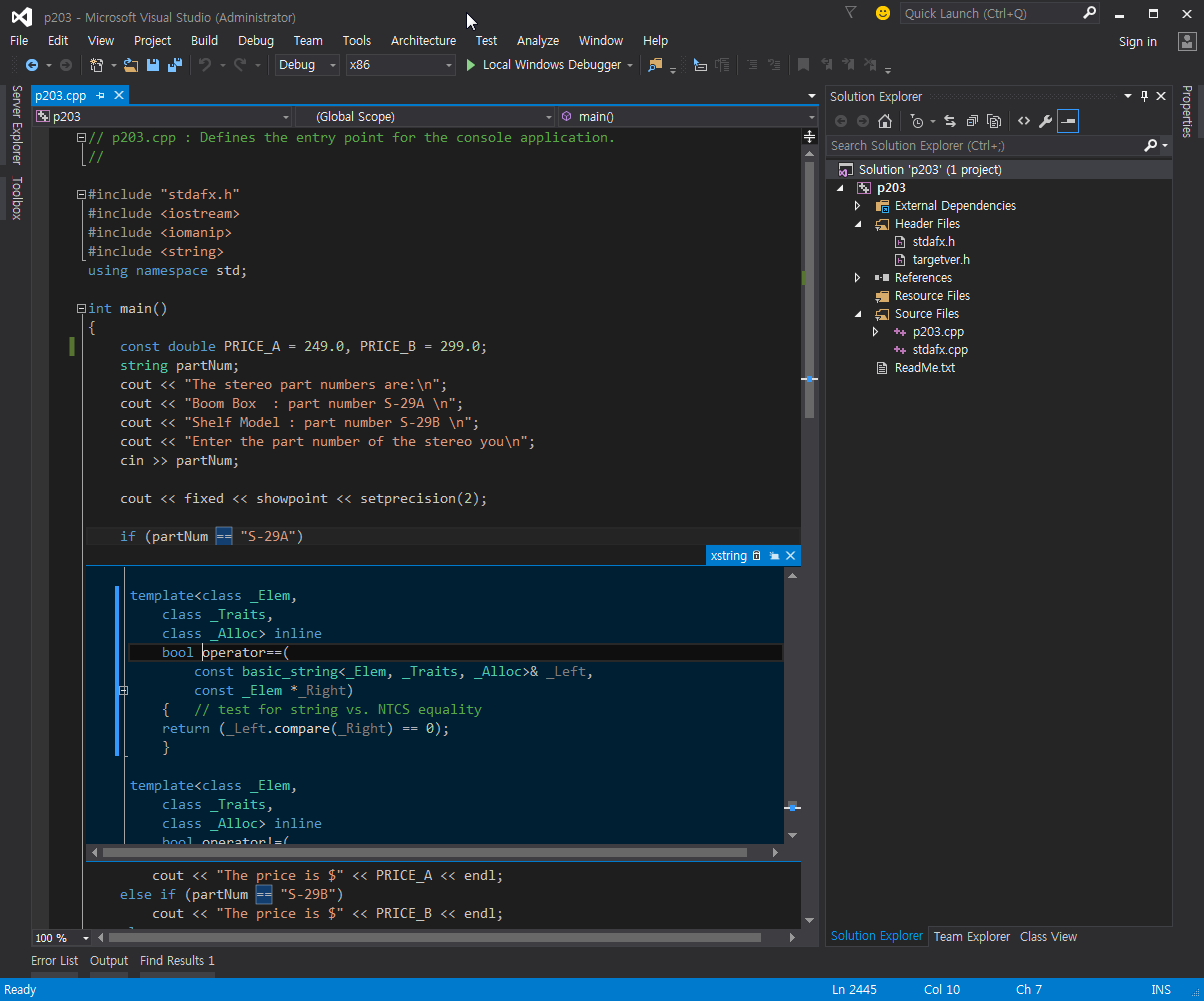 p203 - Microsoft Visual Studio (Administrator)
Quick Launch (Ctrl+Q)
File Edit View Project Build Debug Team Tools Architecture Test Analyze Window Help
Sign in
Debug x86 Local Windows Debugger
Server Explorer
Toolbox
p203.cpp
p203 (Global Scope) main()
// p203.cpp : Defines the entry point for the console application.
//
#include "stdafx.h"
#include <iostream>
#include <iomanip>
#include <string>
using namespace std;
int main()
{
const double PRICE_A = 249.0, PRICE_B = 299.0;
string partNum;
cout << "The stereo part numbers are:\n";
cout << "Boom Box  : part number S-29A \n";
cout << "Shelf Model : part number S-29B \n";
cout << "Enter the part number of the stereo you\n";
cin >> partNum;
cout << fixed << showpoint << setprecision(2);
if (partNum == "S-29A")
xstring
template<class _Elem,
class _Traits,
class _Alloc> inline
bool operator==(
const basic_string<_Elem, _Traits, _Alloc>& _Left,
const _Elem *_Right)
{   // test for string vs. NTCS equality
return (_Left.compare(_Right) == 0);
}
template<class _Elem,
class _Traits,
class _Alloc> inline
bool operator!=(
cout << "The price is $" << PRICE_A << endl;
else if (partNum == "S-29B")
cout << "The price is $" << PRICE_B << endl;
100 %
Solution Explorer
Search Solution Explorer (Ctrl+;)
Solution 'p203' (1 project)
p203
External Dependencies
Header Files
stdafx.h
targetver.h
References
Resource Files
Source Files
p203.cpp
stdafx.cpp
ReadMe.txt
Solution Explorer Team Explorer Class View
Properties
Error List Output Find Results 1
Ready Ln 2445 Col 10 Ch 7 INS